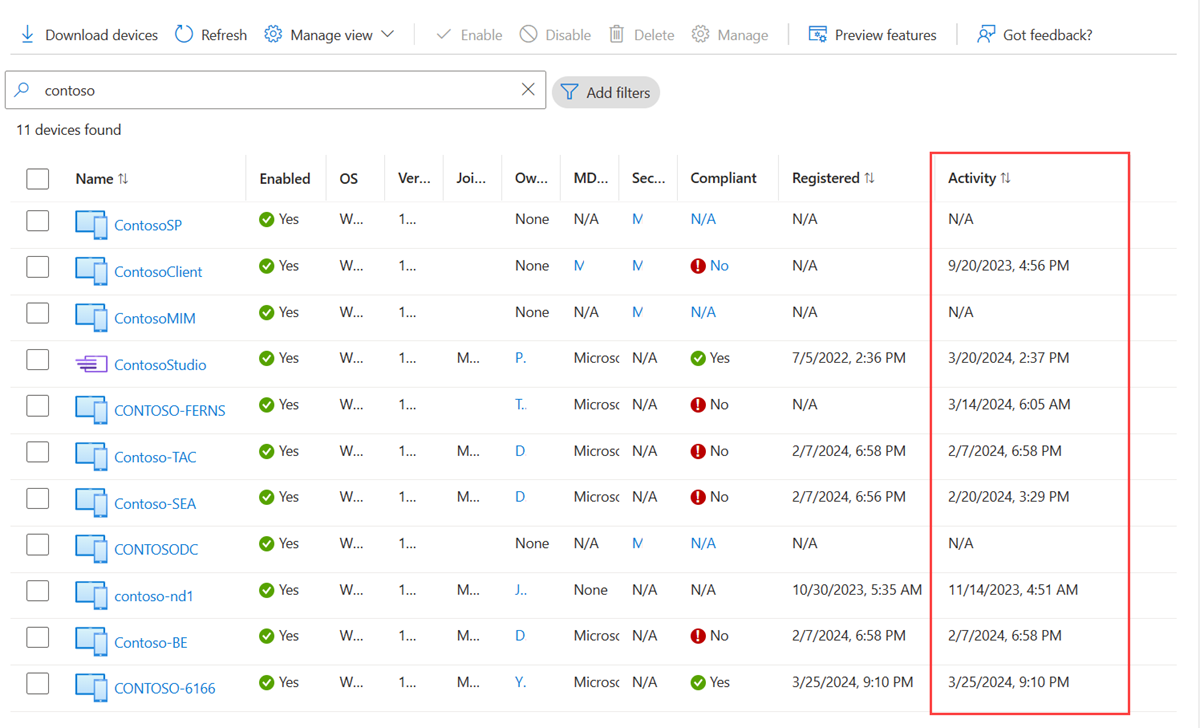 Download devices Refresh Manage view Enable Disable Delete Manage Preview features Got feedback?
contoso Add filters
11 devices found
Name Enabled OS Ver... Joi... Ow... MD... Sec... Compliant Registered Activity
ContosoSP Yes W... 1... None N/A M N/A N/A N/A
ContosoClient Yes W... 1... None M M No N/A 9/20/2023, 4:56 PM
ContosoMIM Yes W... 1... None N/A M N/A N/A N/A
ContosoStudio Yes W... 1... M... P. Microsc N/A Yes 7/5/2022, 2:36 PM 3/20/2024, 2:37 PM
CONTOSO-FERNS Yes W... 1... T.. Microsc N/A No N/A 3/14/2024, 6:05 AM
Contoso-TAC Yes W... 1... M... D Microsc N/A No 2/7/2024, 6:58 PM 2/7/2024, 6:58 PM
Contoso-SEA Yes W... 1... M... D Microsc N/A No 2/7/2024, 6:56 PM 2/20/2024, 3:29 PM
CONTOSODC Yes W... 1... None N/A M N/A N/A N/A
contoso-nd1 Yes W... 1... M... J.. None N/A N/A 10/30/2023, 5:35 AM 11/14/2023, 4:51 AM
Contoso-BE Yes W... 1... M... D Microsc N/A No 2/7/2024, 6:58 PM 2/7/2024, 6:58 PM
CONTOSO-6166 Yes W... 1... M... Y. Microsc N/A Yes 3/25/2024, 9:10 PM 3/25/2024, 9:10 PM